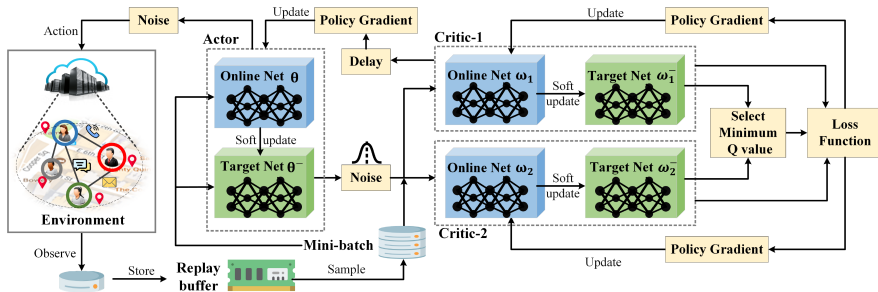 Action
Noise
Update
Policy Gradient
Delay
Actor
Online Net θ
Soft update
Target Net θ⁻
Noise
Environment
Observe
Store
Replay
buffer
Sample
Mini-batch
Critic-1
Update
Policy Gradient
Online Net ω₁
Soft
update
Target Net ω₁⁻
Select
Minimum
Q value
Loss
Function
Online Net ω₂
Soft
update
Target Net ω₂⁻
Critic-2
Update
Policy Gradient